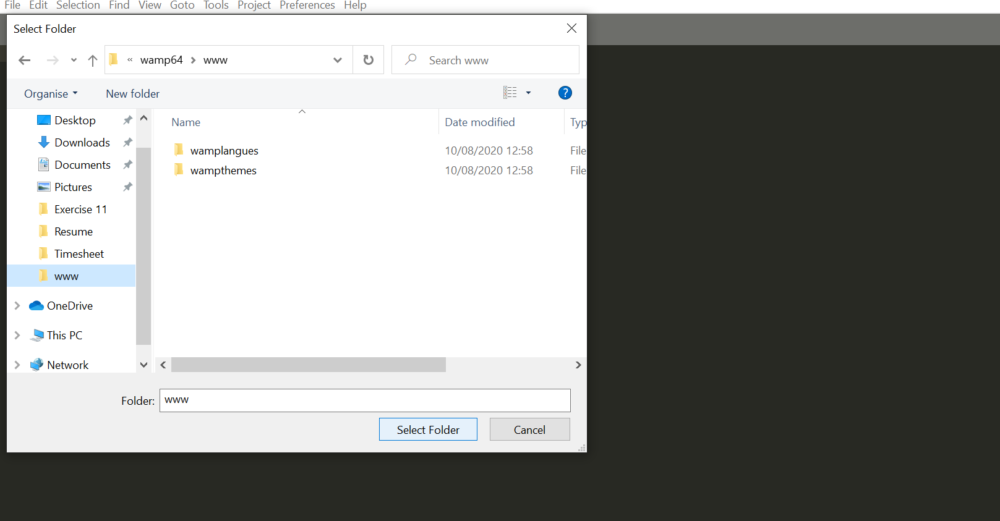 File Edit Selection Find View Goto Tools Project Preferences Help
Select Folder
« wamp64 > www
Search www
Organise New folder
?
Desktop
Downloads
Documents
Pictures
Exercise 11
Resume
Timesheet
www
OneDrive
This PC
Network
Name Date modified Typ
wamplangues 10/08/2020 12:58 File
wampthemes 10/08/2020 12:58 File
Folder: www
Select Folder Cancel